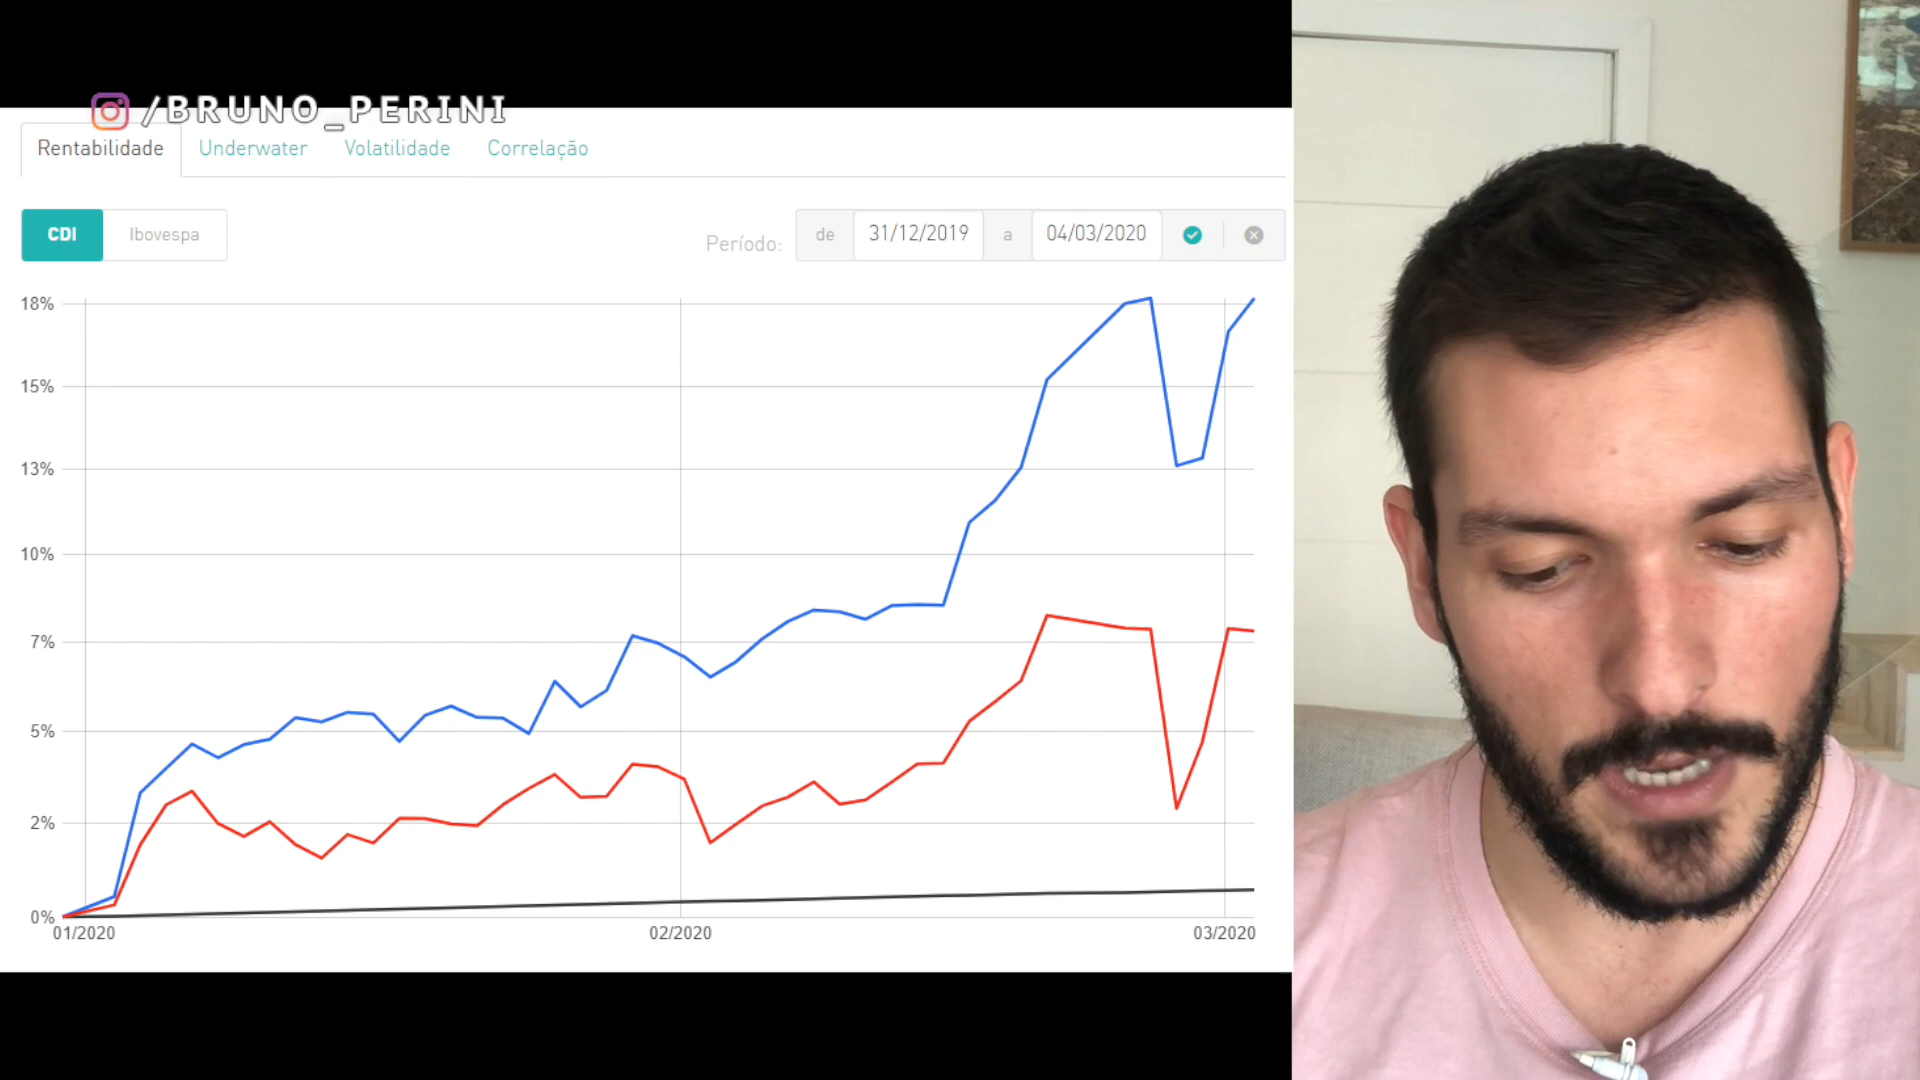 /BRUNO_PERINI
Rentabilidade Underwater Volatilidade Correlação
CDI Ibovespa Período: de 31/12/2019 a 04/03/2020
18%
15%
13%
10%
7%
5%
2%
0%
01/2020 02/2020 03/2020